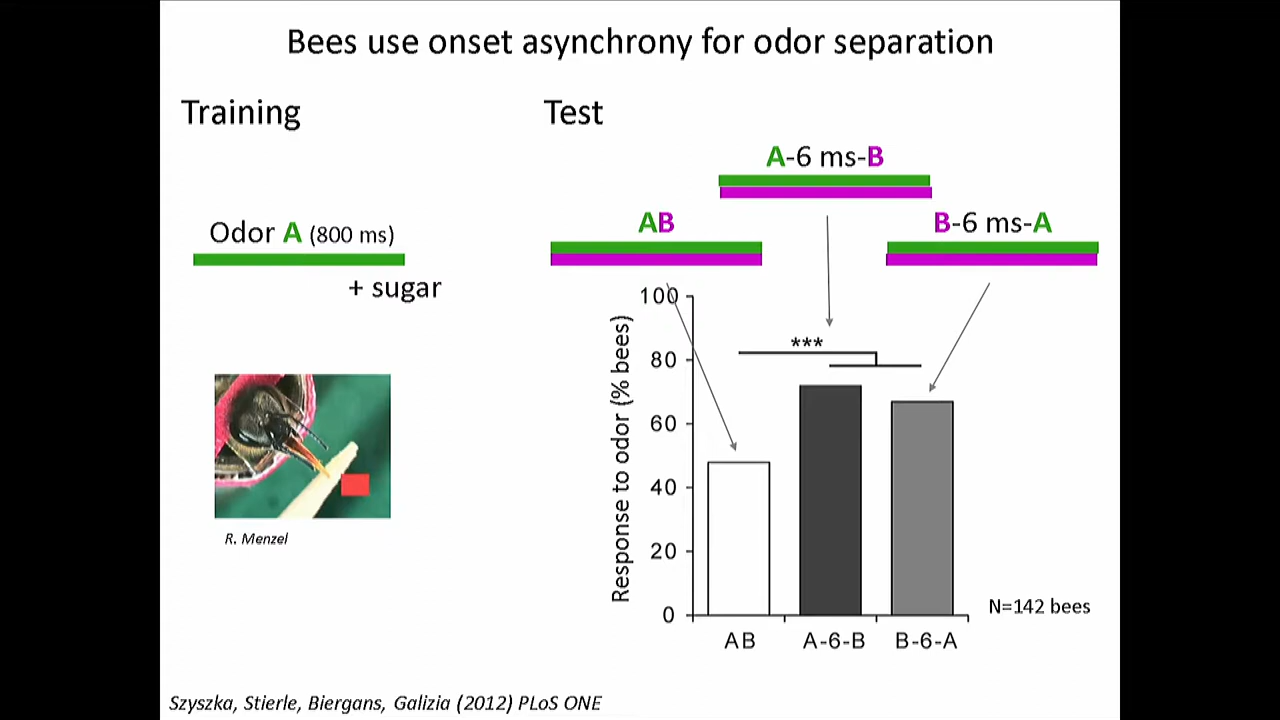 Bees use onset asynchrony for odor separation
Training
Odor A (800 ms)
+ sugar
R. Menzel
Test
A-6 ms-B
AB
B-6 ms-A
Response to odor (% bees)
100
80
60
40
20
0
***
AB
A-6-B
B-6-A
N=142 bees
Szyszka, Stierle, Biergans, Galizia (2012) PLoS ONE